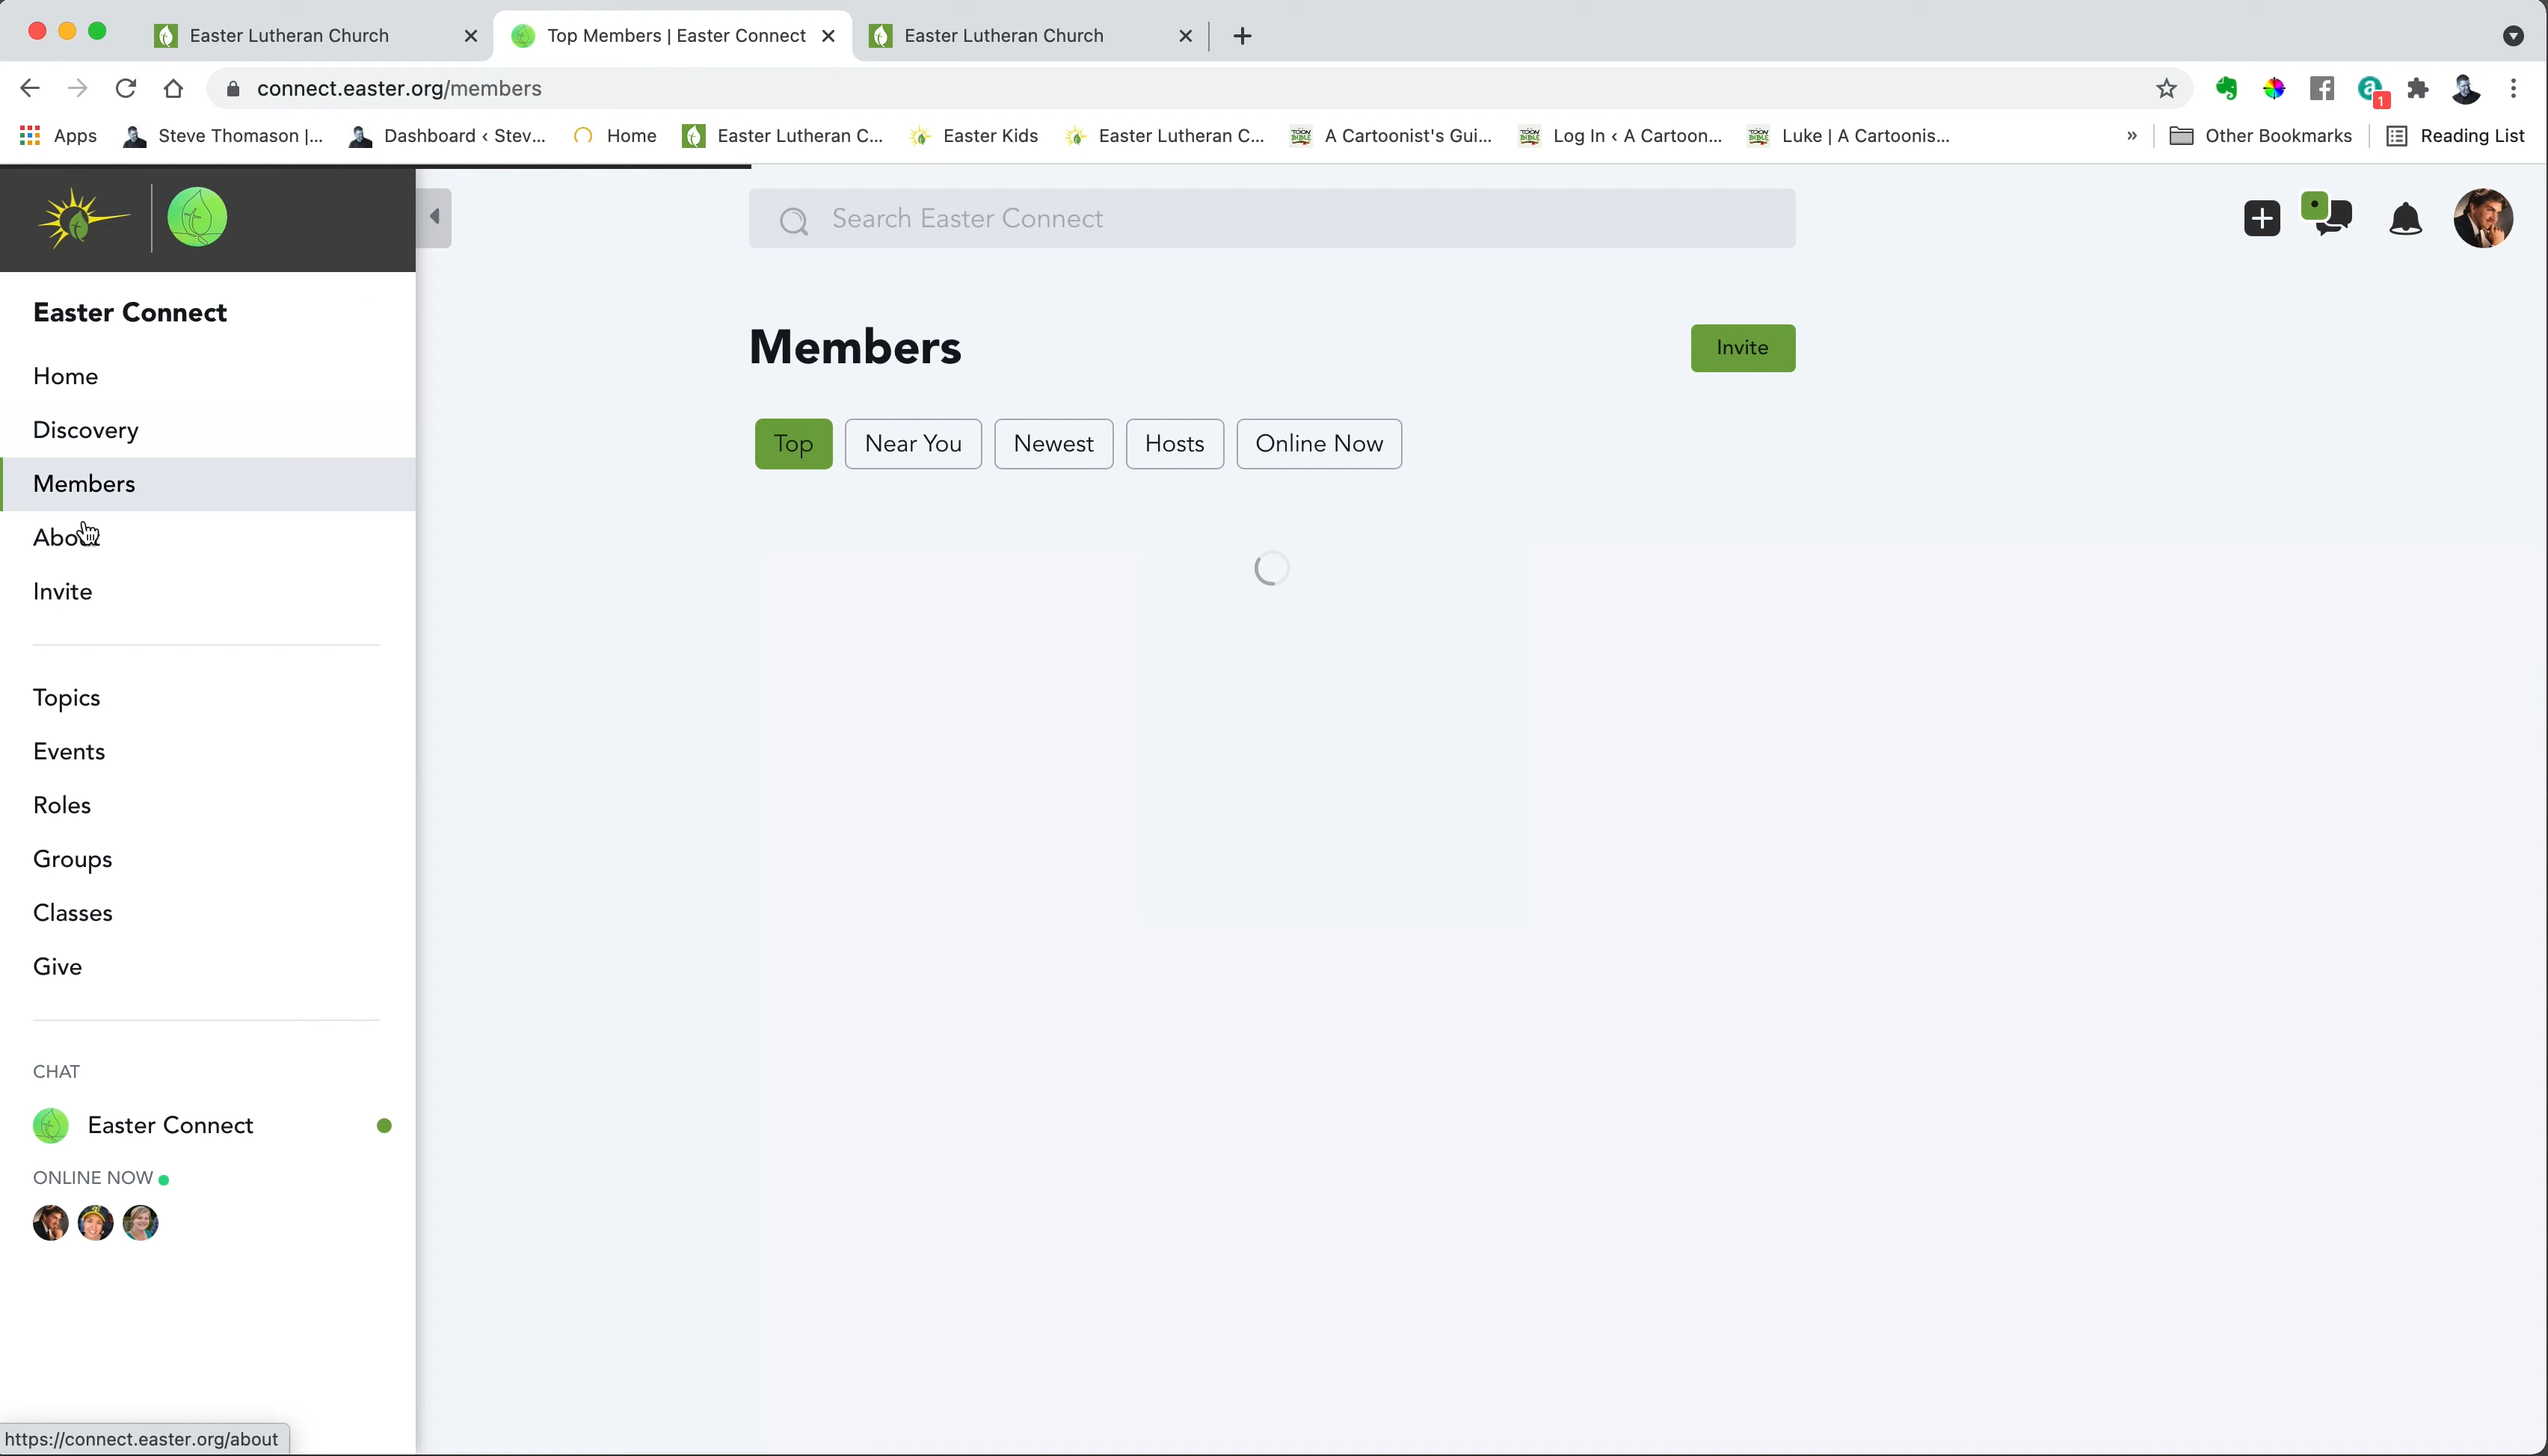 Easter Lutheran Church
Top Members | Easter Connect
Easter Lutheran Church
connect.easter.org/members
1
Apps
Steve Thomason |...
Dashboard ‹ Stev...
Home
Easter Lutheran C...
Easter Kids
Easter Lutheran C...
A Cartoonist's Gui...
Log In ‹ A Cartoon...
Luke | A Cartoonis...
»
Other Bookmarks
Reading List
Search Easter Connect
Easter Connect
Home
Discovery
Members
About
Invite
Topics
Events
Roles
Groups
Classes
Give
CHAT
Easter Connect
ONLINE NOW
Members
Invite
Top
Near You
Newest
Hosts
Online Now
https://connect.easter.org/about